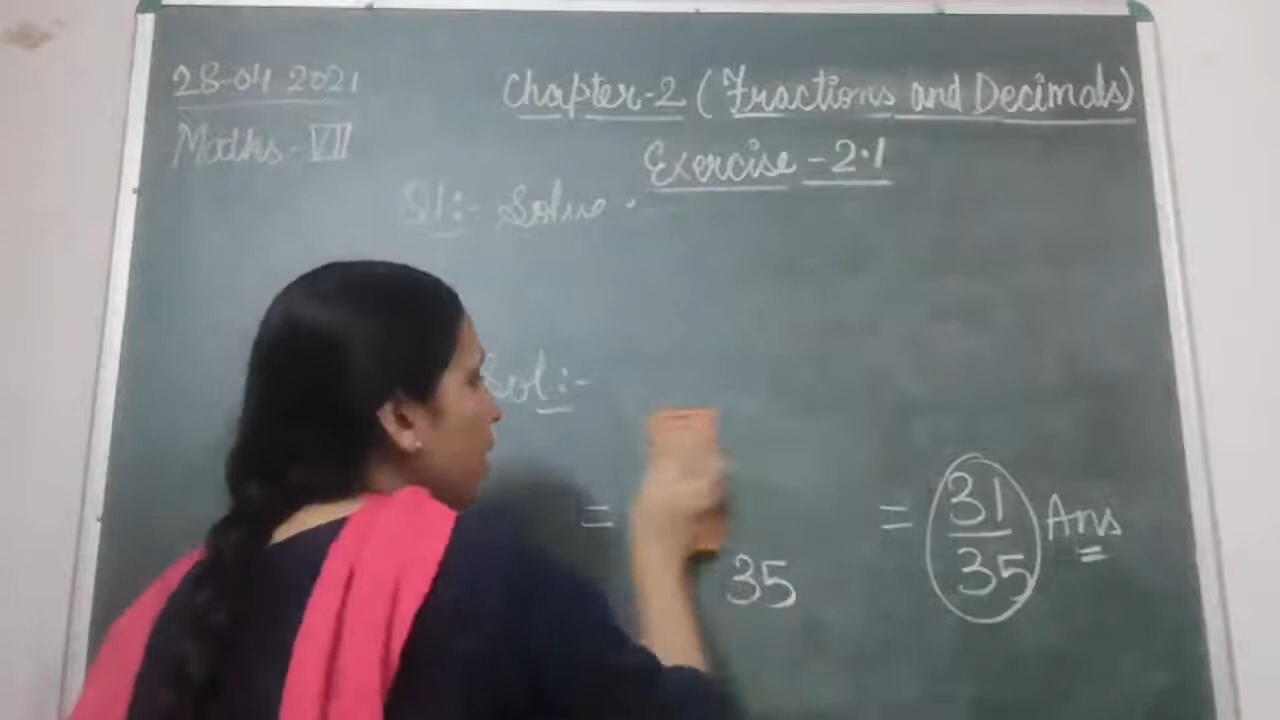 28-04 2021
Chapter-2 (Fractions and Decimals)
Maths - VII
Exercise - 2.1
Q1:- Solve.
Sol:-
= 35 = 31/35 Ans